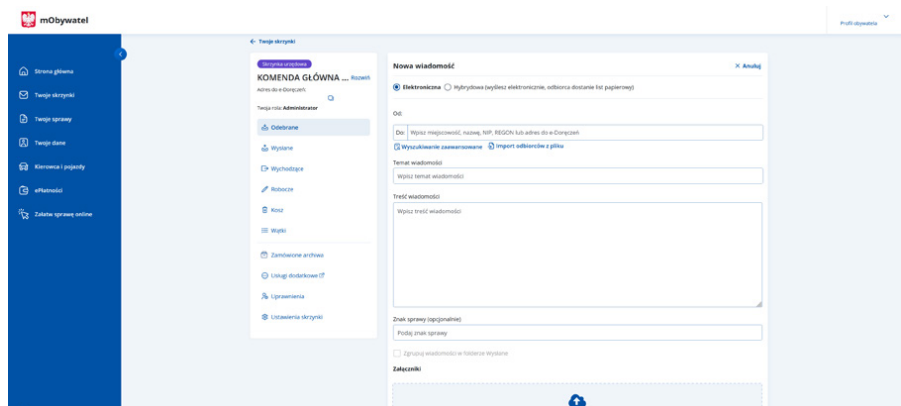 mObywatel
Profil obywatela
Strona główna
Twoje skrzynki
Twoje sprawy
Twoje dane
Kierowca i pojazdy
ePłatności
Załatw sprawę online
← Twoje skrzynki
Skrzynka urzędowa
KOMENDA GŁÓWNA ... Rozwiń
Adres do e-Doręczeń:
Twoja rola: Administrator
Odebrane
Wysłane
Wychodzące
Robocze
Kosz
Wątki
Zamówione archiwa
Usługi dodatkowe
Uprawnienia
Ustawienia skrzynki
Nowa wiadomość
Anuluj
Elektroniczna Hybrydowa (wyślesz elektronicznie, odbiorca dostanie list papierowy)
Od:
Do: Wpisz miejscowość, nazwę, NIP, REGON lub adres do e-Doręczeń
Wyszukiwanie zaawansowane Import odbiorców z pliku
Temat wiadomości
Wpisz temat wiadomości
Treść wiadomości
Wpisz treść wiadomości
Znak sprawy (opcjonalnie)
Podaj znak sprawy
Zgrupuj wiadomości w folderze Wysłane
Załączniki